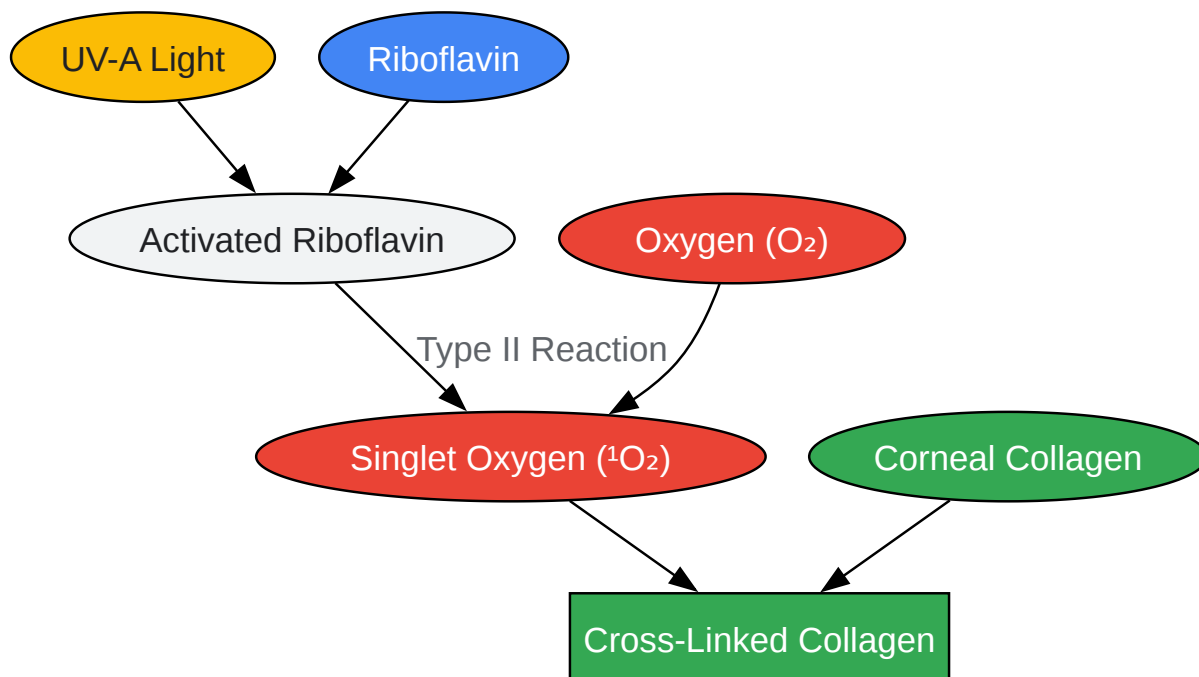 UV-A Light
Riboflavin
Activated Riboflavin
Oxygen (O₂)
Type II Reaction
Singlet Oxygen (¹O₂)
Corneal Collagen
Cross-Linked Collagen